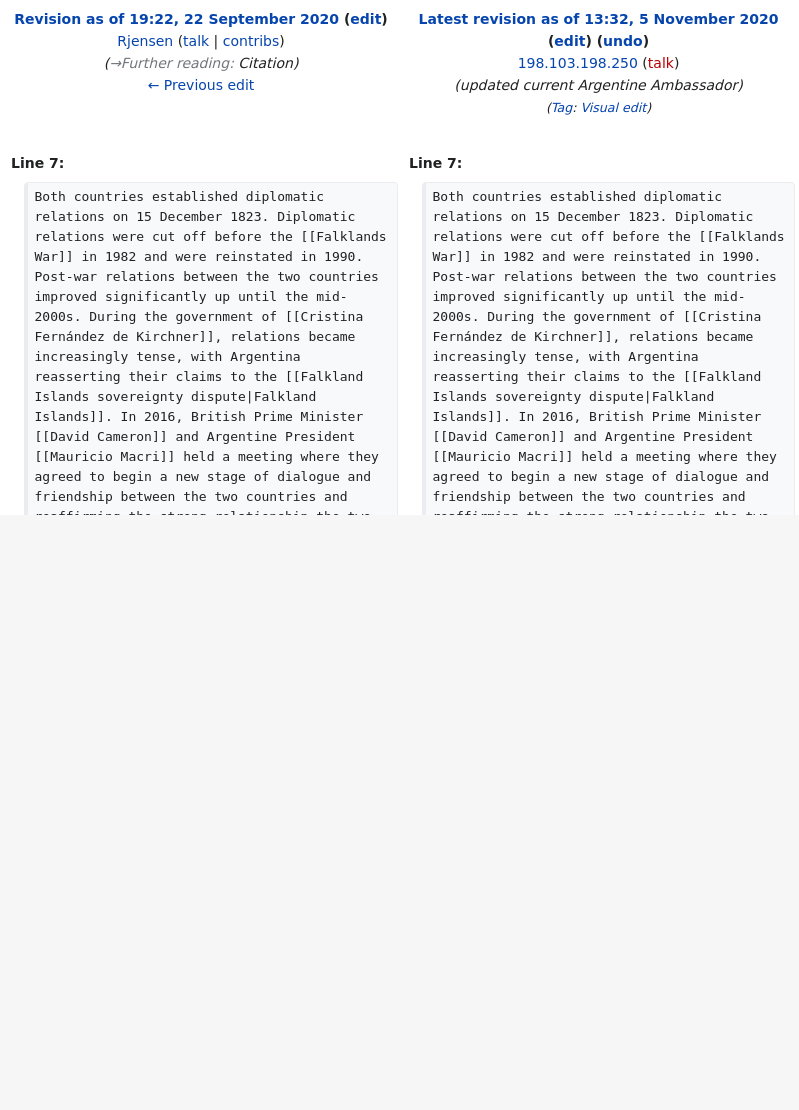 Revision as of 19:22, 22 September 2020 (edit)
Rjensen (talk | contribs)
(→Further reading: Citation)
← Previous edit
Latest revision as of 13:32, 5 November 2020
(edit) (undo)
198.103.198.250 (talk)
(updated current Argentine Ambassador)
(Tag: Visual edit)
Line 7:
Both countries established diplomatic
relations on 15 December 1823. Diplomatic
relations were cut off before the [[Falklands
War]] in 1982 and were reinstated in 1990.
Post-war relations between the two countries
improved significantly up until the mid-
2000s. During the government of [[Cristina
Fernández de Kirchner]], relations became
increasingly tense, with Argentina
reasserting their claims to the [[Falkland
Islands sovereignty dispute|Falkland
Islands]]. In 2016, British Prime Minister
[[David Cameron]] and Argentine President
[[Mauricio Macri]] held a meeting where they
agreed to begin a new stage of dialogue and
friendship between the two countries and
reaffirming the strong relationship the two
Line 7:
Both countries established diplomatic
relations on 15 December 1823. Diplomatic
relations were cut off before the [[Falklands
War]] in 1982 and were reinstated in 1990.
Post-war relations between the two countries
improved significantly up until the mid-
2000s. During the government of [[Cristina
Fernández de Kirchner]], relations became
increasingly tense, with Argentina
reasserting their claims to the [[Falkland
Islands sovereignty dispute|Falkland
Islands]]. In 2016, British Prime Minister
[[David Cameron]] and Argentine President
[[Mauricio Macri]] held a meeting where they
agreed to begin a new stage of dialogue and
friendship between the two countries and
reaffirming the strong relationship the two